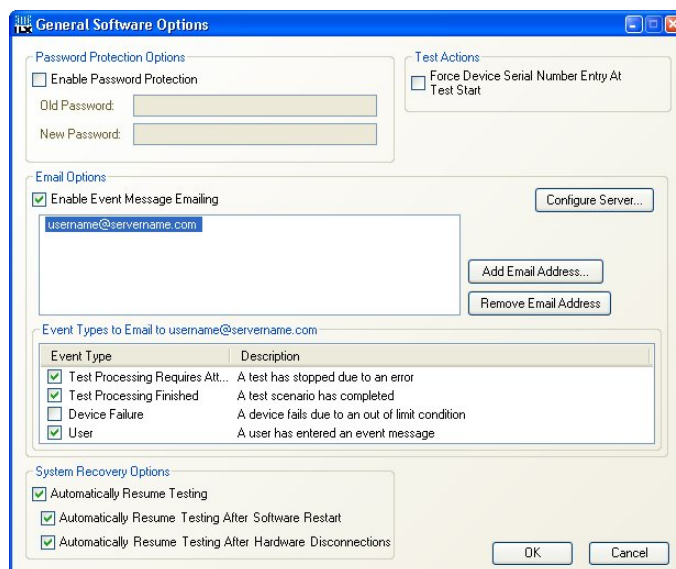 TLX General Software Options
Password Protection Options
Enable Password Protection
Old Password:
New Password:
Test Actions
Force Device Serial Number Entry At
Test Start
Email Options
Enable Event Message Emailing
Configure Server...
username@servername.com
Add Email Address...
Remove Email Address
Event Types to Email to username@servername.com
Event Type Description
Test Processing Requires Att... A test has stopped due to an error
Test Processing Finished A test scenario has completed
Device Failure A device fails due to an out of limit condition
User A user has entered an event message
System Recovery Options
Automatically Resume Testing
Automatically Resume Testing After Software Restart
Automatically Resume Testing After Hardware Disconnections
OK Cancel